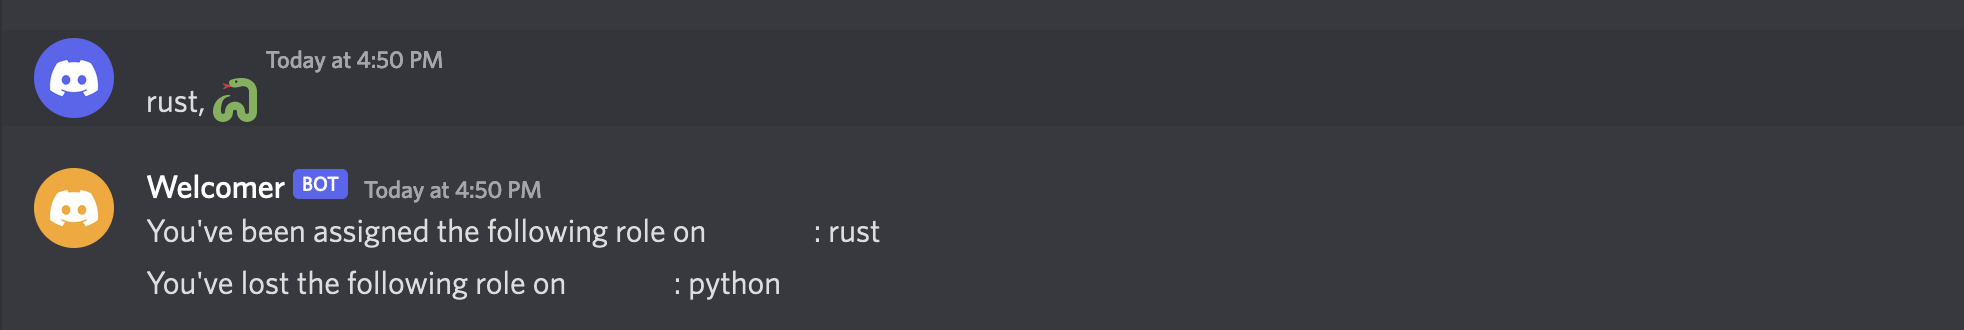 Today at 4:50 PM
rust, 🐍
Welcomer BOT Today at 4:50 PM
You've been assigned the following role on : rust
You've lost the following role on : python